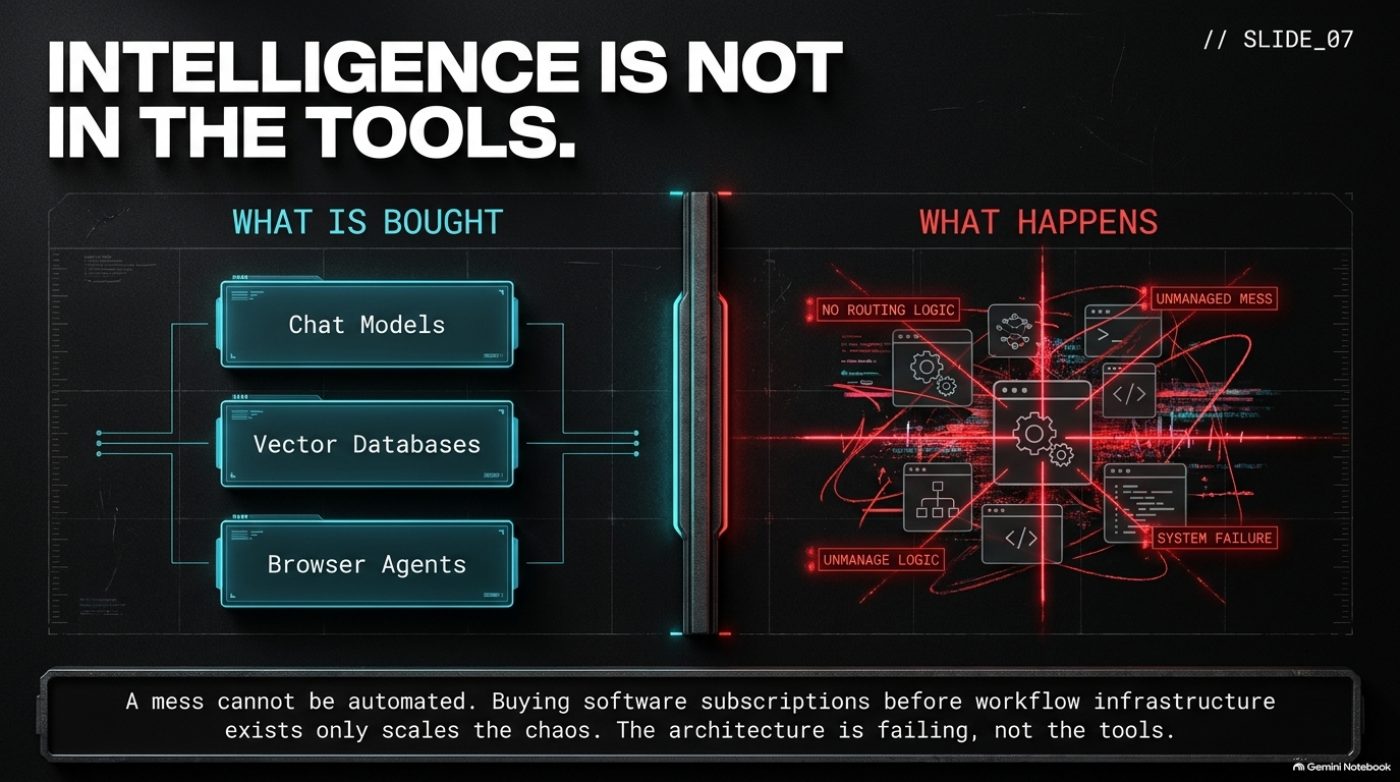 // SLIDE_07
INTELLIGENCE IS NOT
IN THE TOOLS.
WHAT IS BOUGHT
Chat Models
Vector Databases
Browser Agents
WHAT HAPPENS
NO ROUTING LOGIC
UNMANAGED MESS
>_
</>
</>
UNMANAGE LOGIC
SYSTEM FAILURE
A mess cannot be automated. Buying software subscriptions before workflow infrastructure
exists only scales the chaos. The architecture is failing, not the tools.
Gemini Notebook